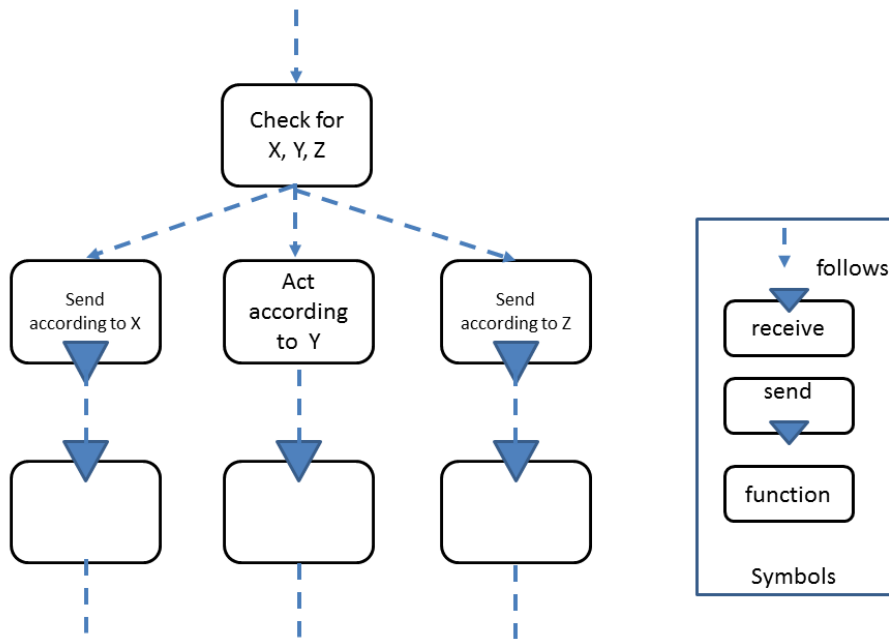 Check for
X, Y, Z
Send
according to X
Act
according
to Y
Send
according to Z
follows
receive
send
function
Symbols